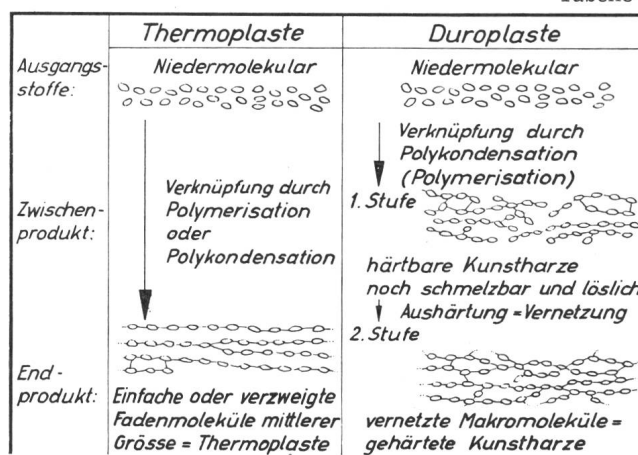 Thermoplaste
Duroplaste
Ausgangs-
stoffe:
Niedermolekular
Niedermolekular
Verknüpfung durch
Polymerisation
oder
Polykondensation
Verknüpfung durch
Polykondensation
(Polymerisation)
1. Stufe
Zwischen-
produkt:
härtbare Kunstharze
noch schmelzbar und löslich
Aushärtung = Vernetzung
2. Stufe
End-
produkt:
Einfache oder verzweigte
Fadenmoleküle mittlerer
Grösse = Thermoplaste
vernetzte Makromoleküle =
gehärtete Kunstharze